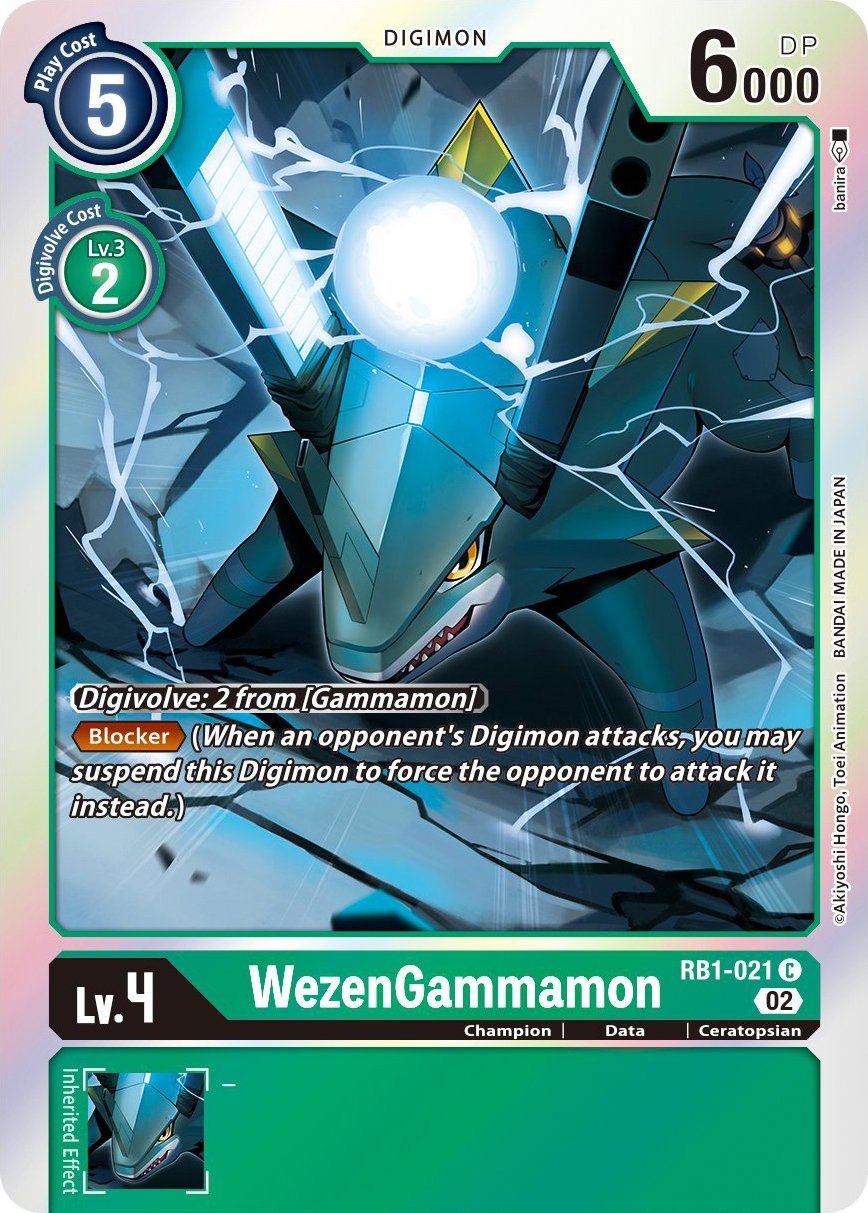 DIGIMON
Play Cost
5
6000
DP
Digivolve Cost
Lv.3
2
banira
Digivolve: 2 from [Gammamon]
Blocker (When an opponent's Digimon attacks, you may
suspend this Digimon to force the opponent to attack it
instead.)
©Akiyoshi Hongo, Toei Animation BANDAI MADE IN JAPAN
Lv.4
WezenGammamon
RB1-021 C
02
Champion | Data | Ceratopsian
Inherited Effect
–